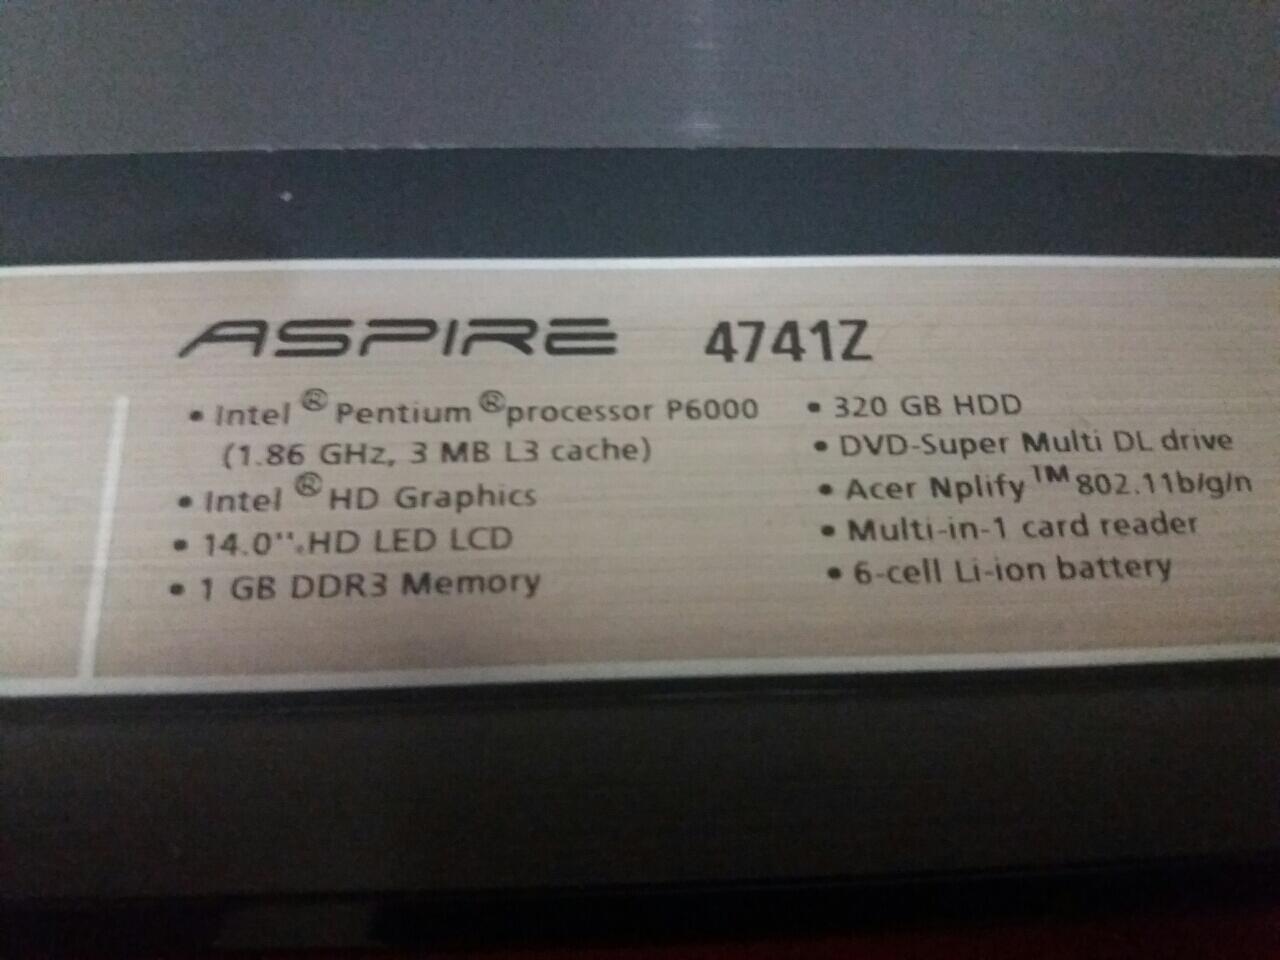 ASPIRE 4741Z
• Intel® Pentium® processor P6000
(1.86 GHz, 3 MB L3 cache)
• Intel® HD Graphics
• 14.0" HD LED LCD
• 1 GB DDR3 Memory
• 320 GB HDD
• DVD-Super Multi DL drive
• Acer Nplify™ 802.11b/g/n
• Multi-in-1 card reader
• 6-cell Li-ion battery